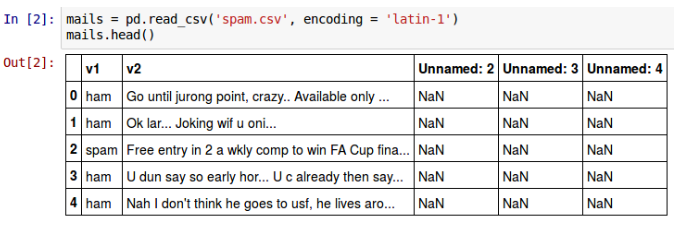 In [2]: mails = pd.read_csv('spam.csv', encoding = 'latin-1')
mails.head()
Out[2]:
v1 v2 Unnamed: 2 Unnamed: 3 Unnamed: 4
0 ham Go until jurong point, crazy.. Available only ... NaN NaN NaN
1 ham Ok lar... Joking wif u oni... NaN NaN NaN
2 spam Free entry in 2 a wkly comp to win FA Cup fina... NaN NaN NaN
3 ham U dun say so early hor... U c already then say... NaN NaN NaN
4 ham Nah I don't think he goes to usf, he lives aro... NaN NaN NaN